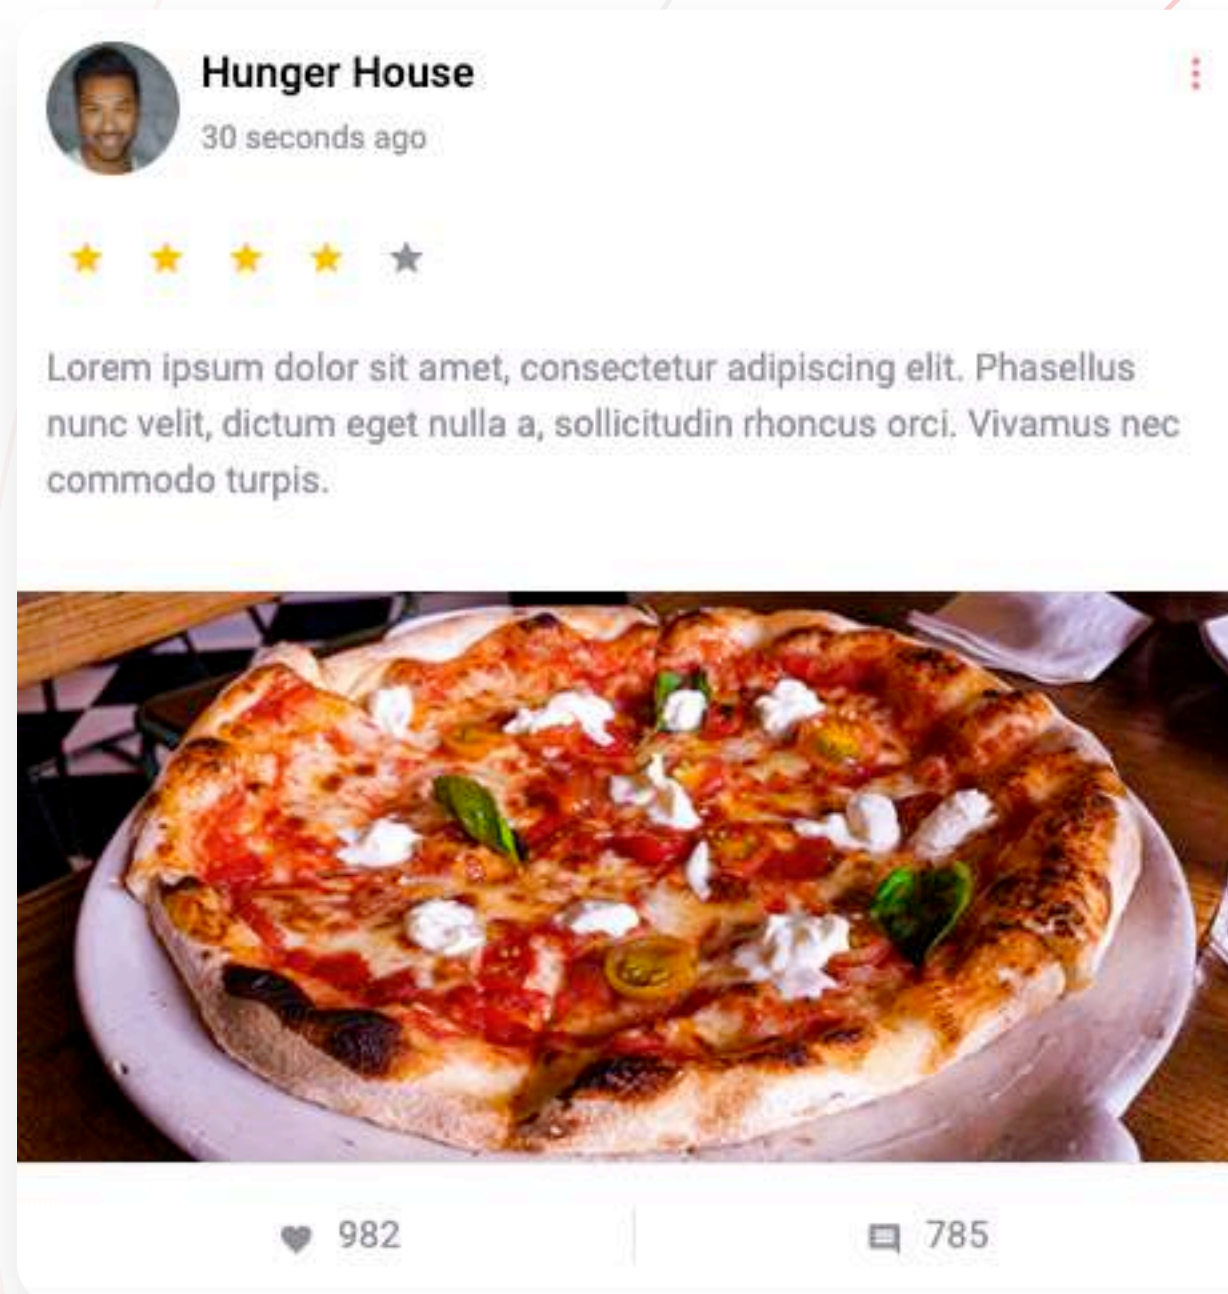 Hunger House
30 seconds ago
Lorem ipsum dolor sit amet, consectetur adipiscing elit. Phasellus
nunc velit, dictum eget nulla a, sollicitudin rhoncus orci. Vivamus nec
commodo turpis.
982
785